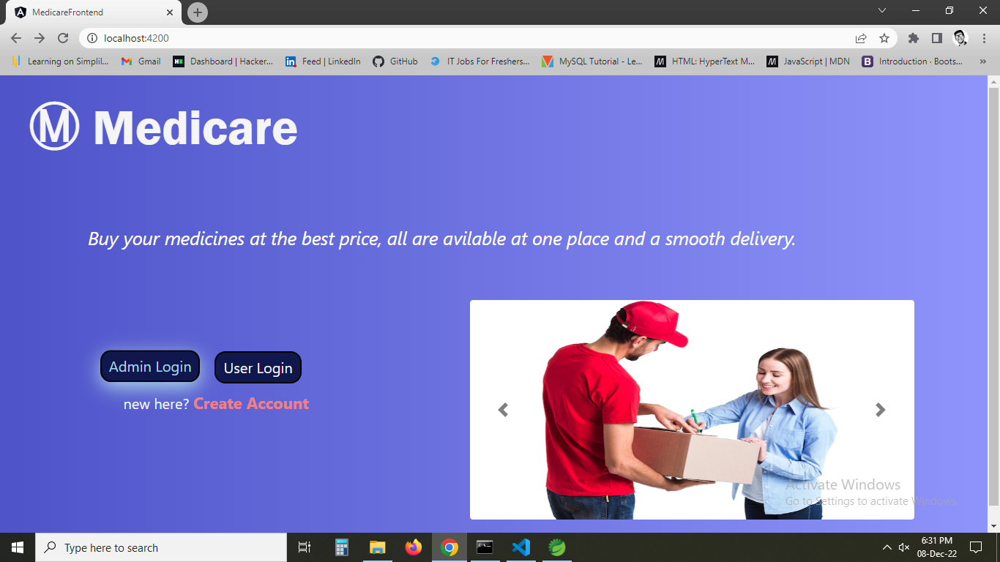 MedicareFrontend
localhost:4200
Learning on Simplil... Gmail Dashboard | Hacker... Feed | LinkedIn GitHub IT Jobs For Freshers... MySQL Tutorial - Le... HTML: HyperText M... JavaScript | MDN Introduction · Boots... »
M Medicare
Buy your medicines at the best price, all are avilable at one place and a smooth delivery.
Admin Login User Login
new here? Create Account
Activate Windows
Go to Settings to activate Windows.
Type here to search
6:31 PM
08-Dec-22